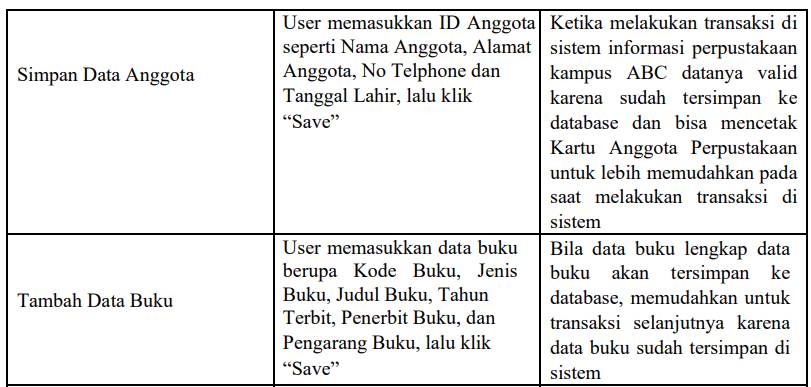 Simpan Data Anggota
User memasukkan ID Anggota
seperti Nama Anggota, Alamat
Anggota, No Telphone dan
Tanggal Lahir, lalu klik
“Save”
Ketika melakukan transaksi di
sistem informasi perpustakaan
kampus ABC datanya valid
karena sudah tersimpan ke
database dan bisa mencetak
Kartu Anggota Perpustakaan
untuk lebih memudahkan pada
saat melakukan transaksi di
sistem
Tambah Data Buku
User memasukkan data buku
berupa Kode Buku, Jenis
Buku, Judul Buku, Tahun
Terbit, Penerbit Buku, dan
Pengarang Buku, lalu klik
“Save”
Bila data buku lengkap data
buku akan tersimpan ke
database, memudahkan untuk
transaksi selanjutnya karena
data buku sudah tersimpan di
sistem